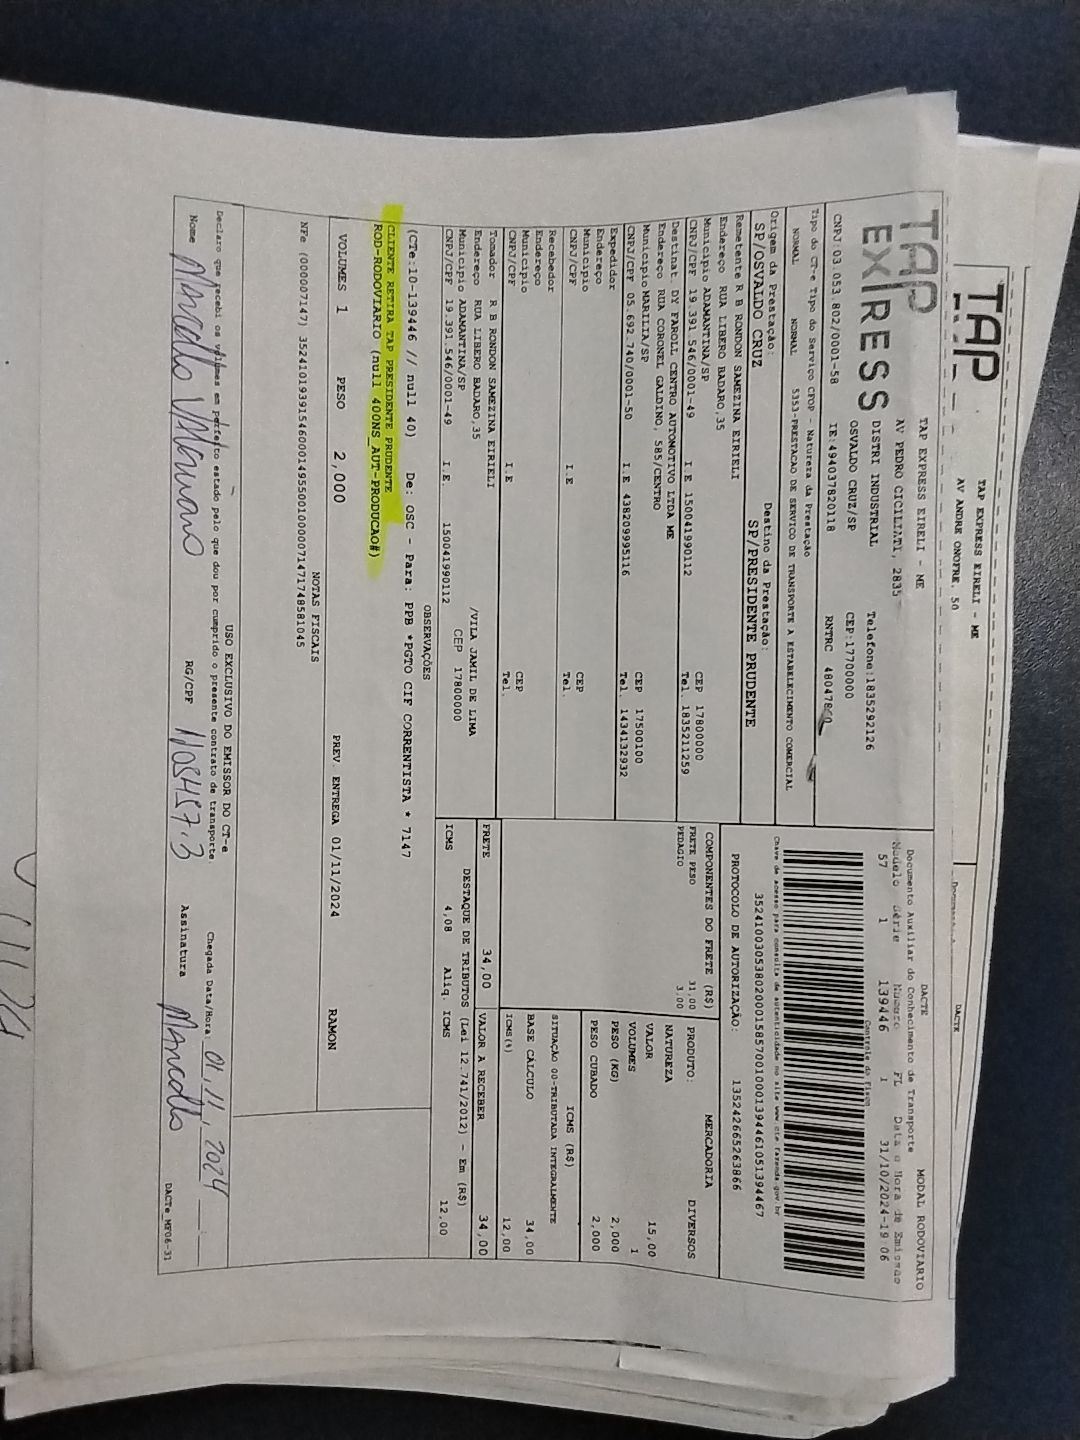 TAP
TAP EXPRESS EIRELI - ME
AV ANDRE ONOFRE, 50
DACTE
TAP
EXPRESS
TAP EXPRESS EIRELI - ME
AV PEDRO CICILIATI, 2835
DISTRI INDUSTRIAL
Telefone:1835292126
OSVALDO CRUZ/SP
CEP:17700000
CNPJ:03.053.802/0001-58
IE:494037820118
RNTRC
DACTE
MODAL RODOVIARIO
Documento Auxiliar do Conhecimento de Transporte
Modelo Série Número FL Data e Hora de Emissão
57 1 139446 1 31/10/2024-19:06
Controle do Fisco
Chave de acesso para consulta de autenticidade no site www.cte.fazenda.gov.br
35241003053802000158570010001394461051394467
PROTOCOLO DE AUTORIZAÇÃO: 135242665263866
Tipo do CT-e Tipo do Serviço CFOP - Natureza da Prestação
NORMAL NORMAL 5353-PRESTACAO DE SERVICO DE TRANSPORTE A ESTABELECIMENTO COMERCIAL
Origem da Prestação: Destino da Prestação:
SP/OSVALDO CRUZ SP/PRESIDENTE PRUDENTE
Remetente R B RONDON SAMEZINA EIRIELI
Endereço RUA LIBERO BADARO,35
Município ADAMANTINA/SP CEP 17800000
CNPJ/CPF 19.391.546/0001-49 I.E 150041990112 Tel. 1835211259
Destinat DY FAROLL CENTRO AUTOMOTIVO LTDA ME
Endereço RUA CORONEL GALDINO, 585/CENTRO
Município MARILIA/SP CEP 17500100
CNPJ/CPF 05.692.740/0001-50 I.E 438209995116 Tel. 1434132932
Expedidor
Endereço
Município CEP
CNPJ/CPF I.E Tel.
Recebedor
Endereço
Município CEP
CNPJ/CPF I.E Tel.
Tomador R B RONDON SAMEZINA EIRIELI
Endereço RUA LIBERO BADARO,35 /VILA JAMIL DE LIMA
Município ADAMANTINA/SP CEP 17800000
CNPJ/CPF 19.391.546/0001-49 I.E. 150041990112
COMPONENTES DO FRETE (R$)
FRETE PESO 31,00
PEDAGIO 3,00
PRODUTO: MERCADORIA
NATUREZA DIVERSOS
VALOR 15,00
VOLUMES 1
PESO (KG) 2,000
PESO CUBADO 2,000
ICMS (R$)
SITUAÇÃO 00-TRIBUTADA INTEGRALMENTE
BASE CÁLCULO 34,00
ICMS(%) 12,00
FRETE 34,00 VALOR A RECEBER 34,00
DESTAQUE DE TRIBUTOS (Lei 12.741/2012) - Em (R$)
ICMS 4,08 Aliq. ICMS 12,00
OBSERVAÇÕES
(CTe:10-139446 // null 40) De: OSC - Para: PPB *PGTO CIF CORRENTISTA * 7147
CLIENTE RETIRA TAP PRESIDENTE PRUDENTE
ROD-RODOVIARIO (null 400NS_AUT-PRODUCAO#)
VOLUMES 1 PESO 2,000 PREV. ENTREGA 01/11/2024 RAMON
NOTAS FISCAIS
NFe (000007147) 35241019391546000149550010000071471748581045
USO EXCLUSIVO DO EMISSOR DO CT-e
Declaro que recebi os volumes em perfeito estado pelo que dou por cumprido o presente contrato de transporte
Chegada Data/Hora: 01.11.2024
Nome RG/CPF Assinatura
DACTe_MF06-31